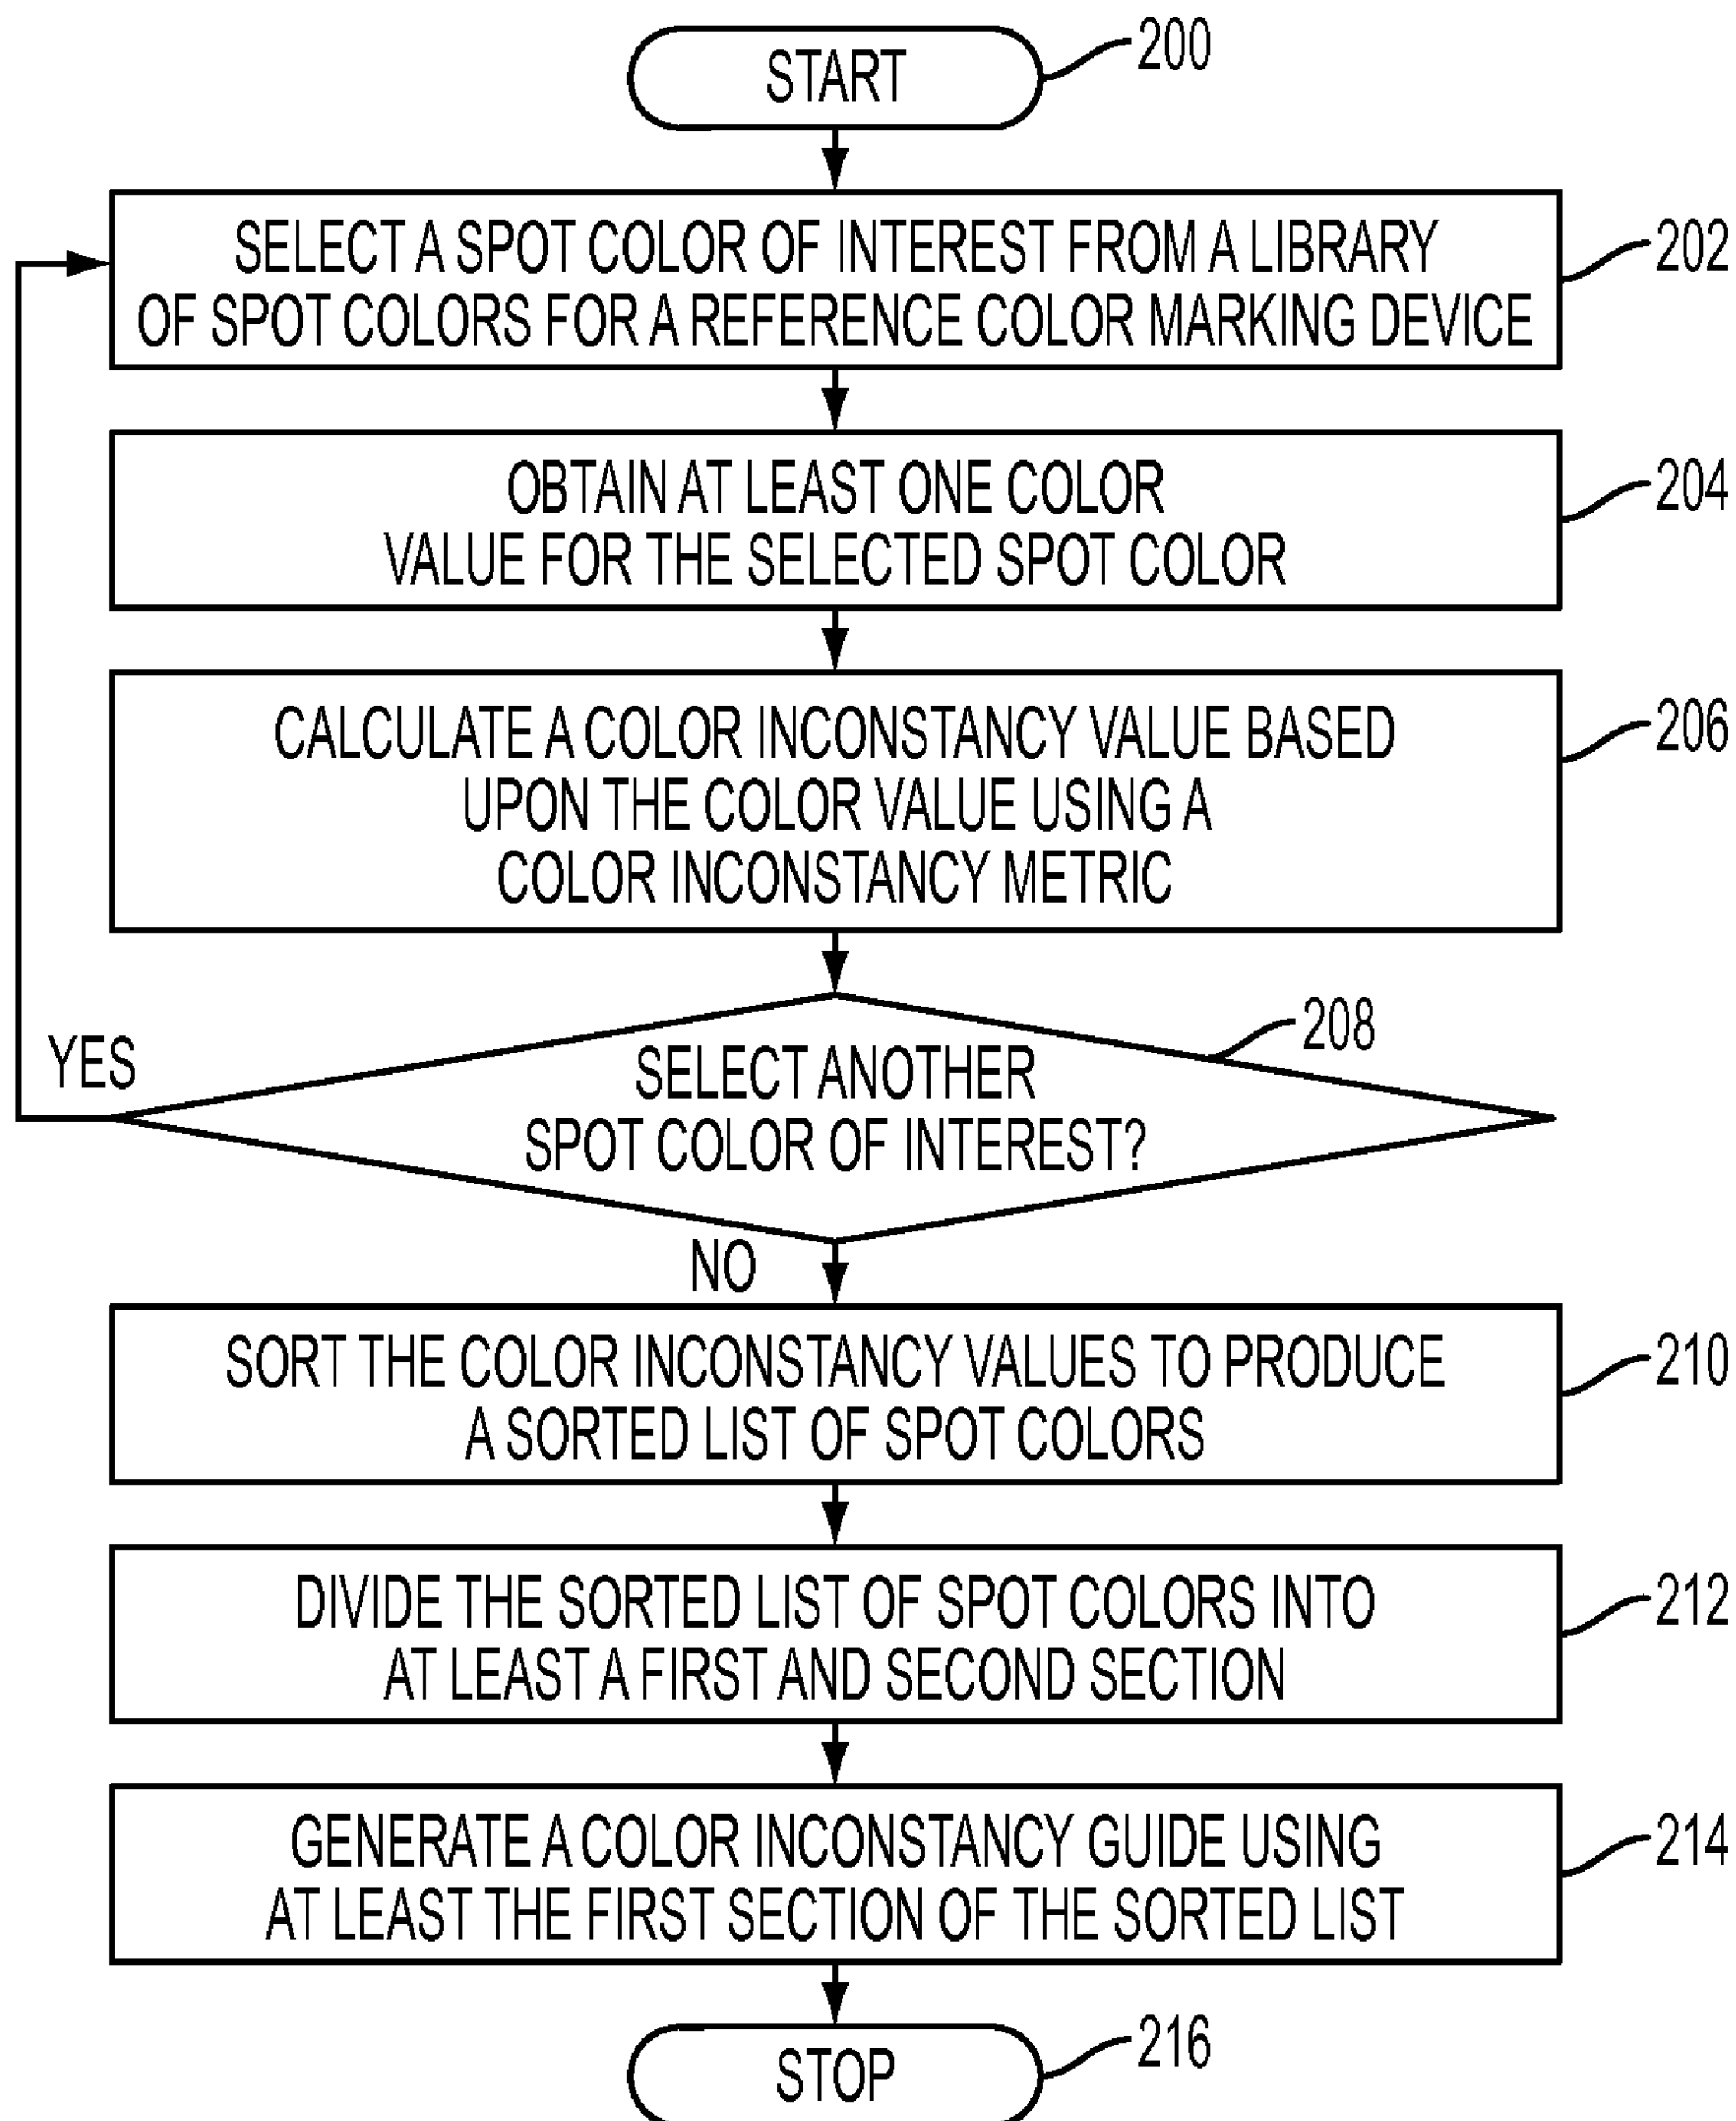 START
200
SELECT A SPOT COLOR OF INTEREST FROM A LIBRARY
OF SPOT COLORS FOR A REFERENCE COLOR MARKING DEVICE
202
OBTAIN AT LEAST ONE COLOR
VALUE FOR THE SELECTED SPOT COLOR
204
CALCULATE A COLOR INCONSTANCY VALUE BASED
UPON THE COLOR VALUE USING A
COLOR INCONSTANCY METRIC
206
YES
SELECT ANOTHER
SPOT COLOR OF INTEREST?
208
NO
SORT THE COLOR INCONSTANCY VALUES TO PRODUCE
A SORTED LIST OF SPOT COLORS
210
DIVIDE THE SORTED LIST OF SPOT COLORS INTO
AT LEAST A FIRST AND SECOND SECTION
212
GENERATE A COLOR INCONSTANCY GUIDE USING
AT LEAST THE FIRST SECTION OF THE SORTED LIST
214
STOP
216